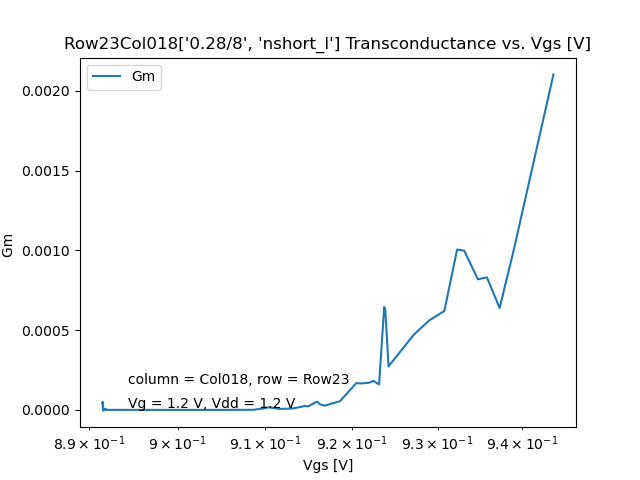 Row23Col018['0.28/8', 'nshort_l'] Transconductance vs. Vgs [V]
Gm
0.0020
0.0015
0.0010
0.0005
0.0000
Gm
column = Col018, row = Row23
Vg = 1.2 V, Vdd = 1.2 V
8.9 × 10⁻¹ 9 × 10⁻¹ 9.1 × 10⁻¹ 9.2 × 10⁻¹ 9.3 × 10⁻¹ 9.4 × 10⁻¹
Vgs [V]